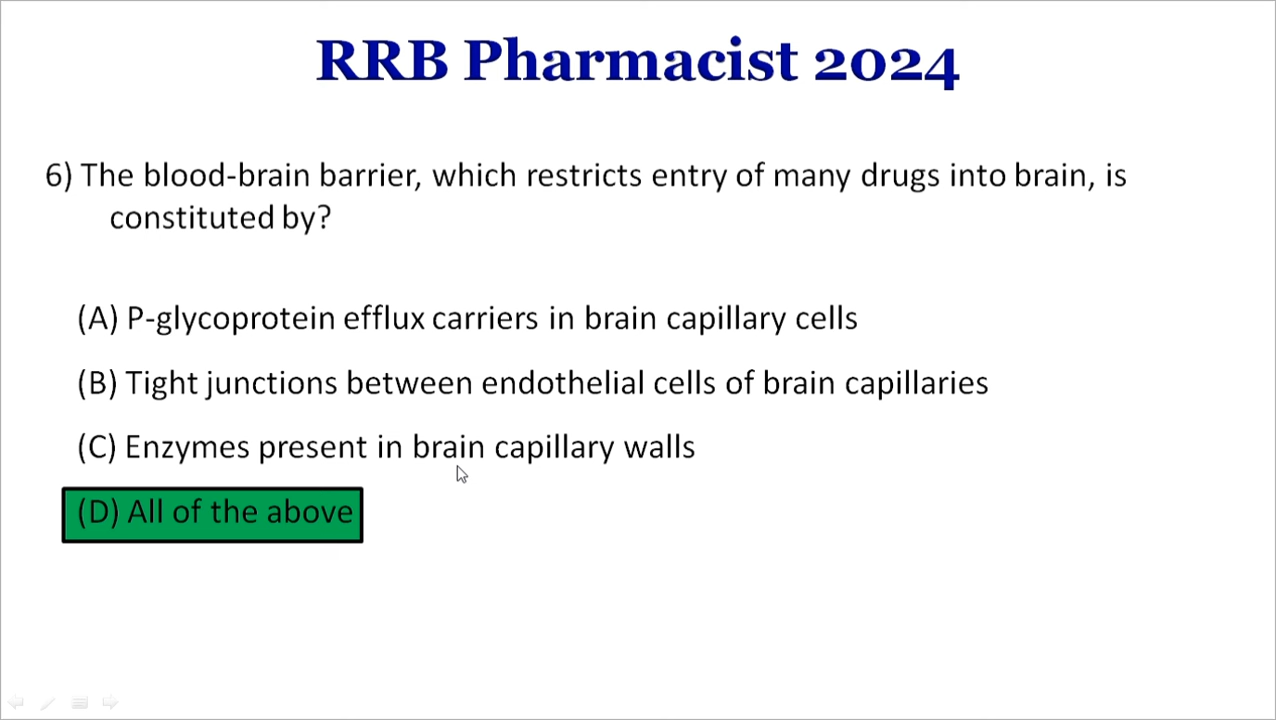 RRB Pharmacist 2024
6) The blood-brain barrier, which restricts entry of many drugs into brain, is
constituted by?
(A) P-glycoprotein efflux carriers in brain capillary cells
(B) Tight junctions between endothelial cells of brain capillaries
(C) Enzymes present in brain capillary walls
(D) All of the above